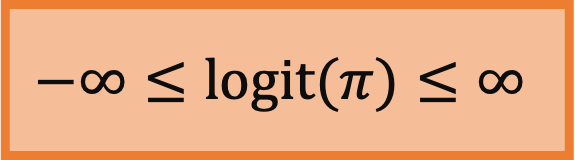 −∞ ≤ logit(π) ≤ ∞